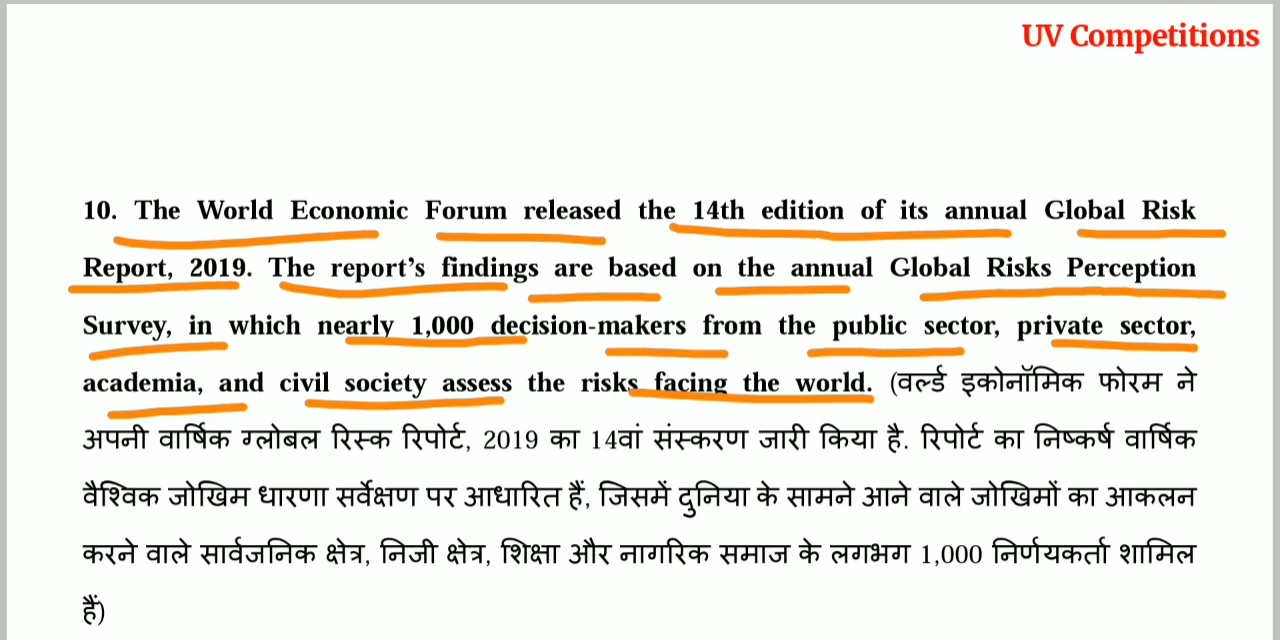 UV Competitions
10. The World Economic Forum released the 14th edition of its annual Global Risk
Report, 2019. The report’s findings are based on the annual Global Risks Perception
Survey, in which nearly 1,000 decision-makers from the public sector, private sector,
academia, and civil society assess the risks facing the world. (वर्ल्ड इकोनॉमिक फोरम ने
अपनी वार्षिक ग्लोबल रिस्क रिपोर्ट, 2019 का 14वां संस्करण जारी किया है. रिपोर्ट का निष्कर्ष वार्षिक
वैश्विक जोखिम धारणा सर्वेक्षण पर आधारित हैं, जिसमें दुनिया के सामने आने वाले जोखिमों का आकलन
करने वाले सार्वजनिक क्षेत्र, निजी क्षेत्र, शिक्षा और नागरिक समाज के लगभग 1,000 निर्णयकर्ता शामिल
हैं)